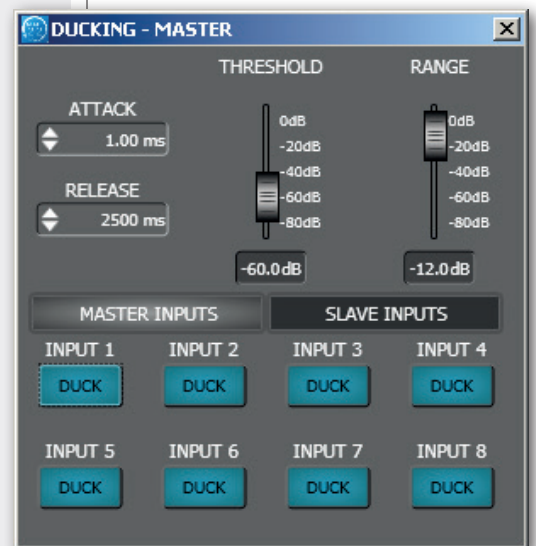 DUCKING - MASTER
THRESHOLD RANGE
ATTACK
1.00 ms
RELEASE
2500 ms
0dB
-20dB
-40dB
-60dB
-80dB
-60.0dB
0dB
-20dB
-40dB
-60dB
-80dB
-12.0dB
MASTER INPUTS SLAVE INPUTS
INPUT 1 INPUT 2 INPUT 3 INPUT 4
DUCK DUCK DUCK DUCK
INPUT 5 INPUT 6 INPUT 7 INPUT 8
DUCK DUCK DUCK DUCK